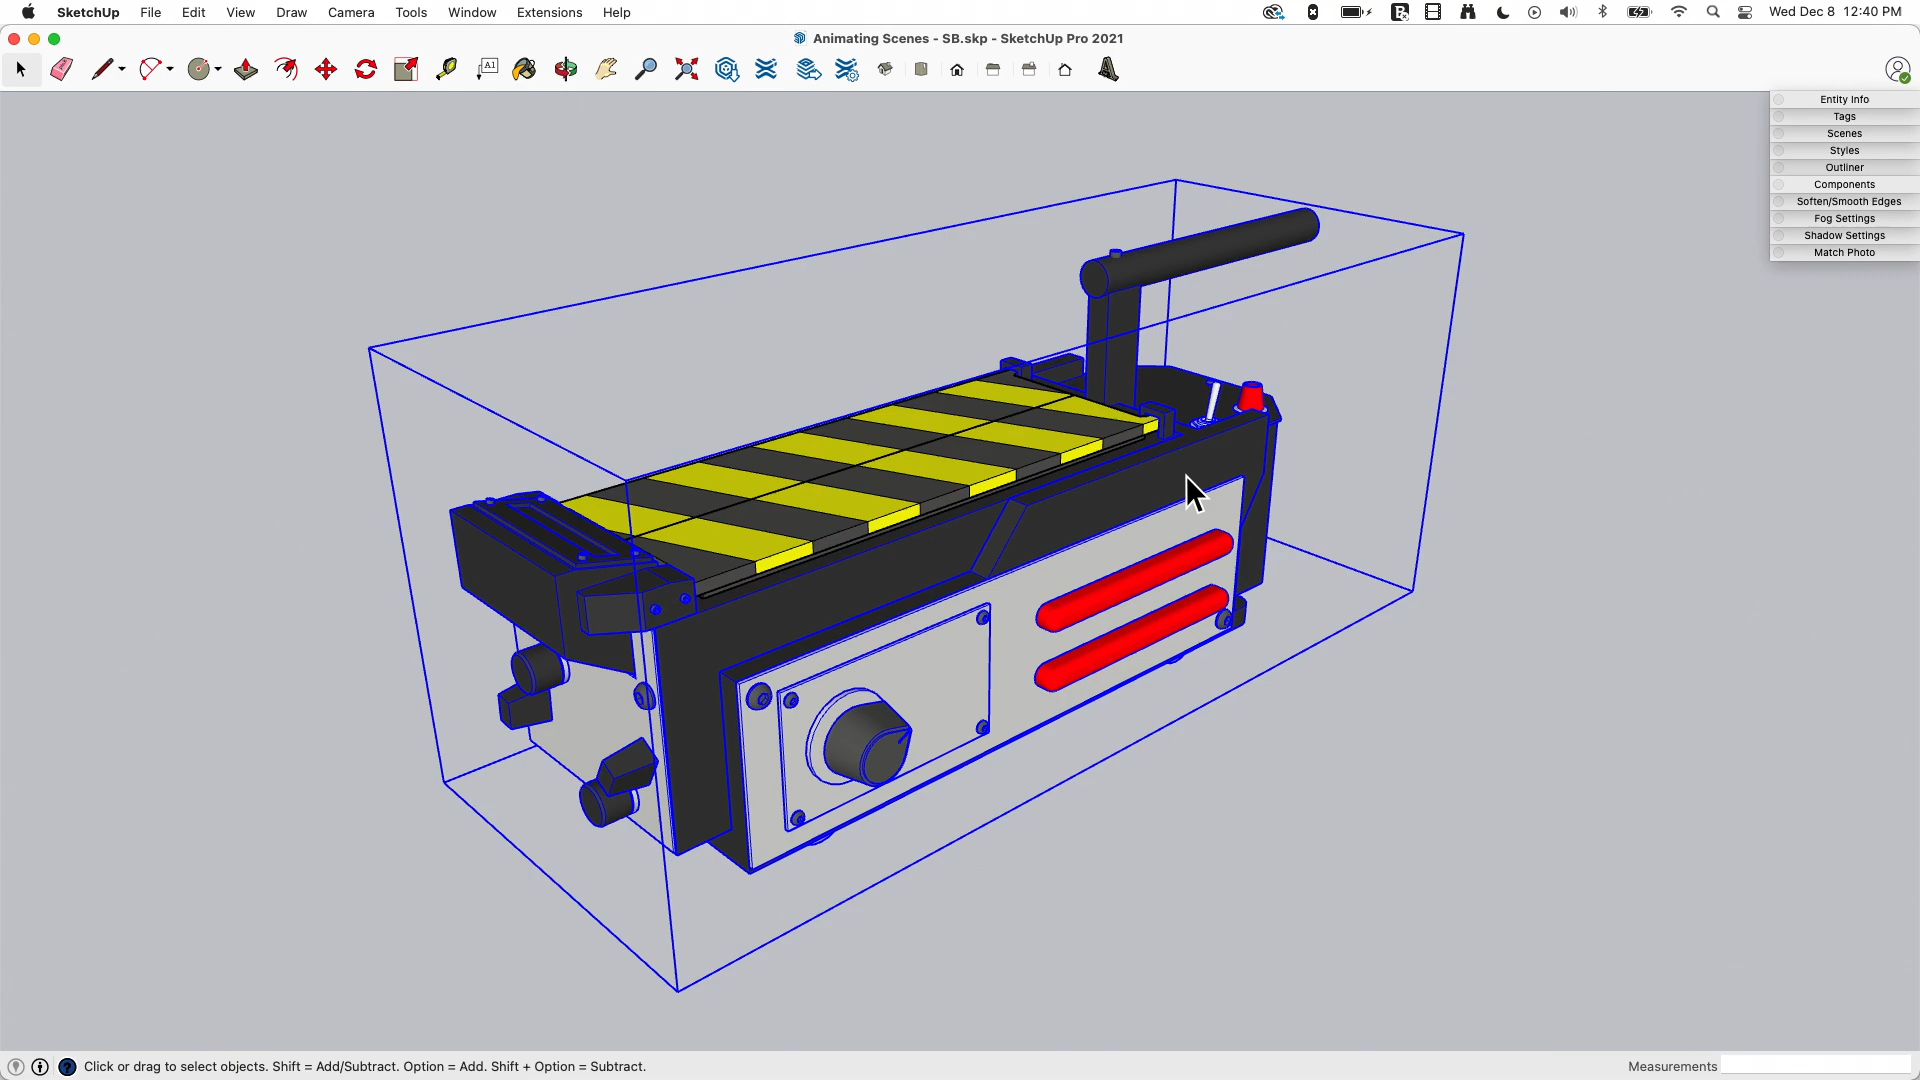 SketchUp File Edit View Draw Camera Tools Window Extensions Help Wed Dec 8 12:40 PM
Animating Scenes - SB.skp - SketchUp Pro 2021
A1
Entity Info
Tags
Scenes
Styles
Outliner
Components
Soften/Smooth Edges
Fog Settings
Shadow Settings
Match Photo
Click or drag to select objects. Shift = Add/Subtract. Option = Add. Shift + Option = Subtract. Measurements